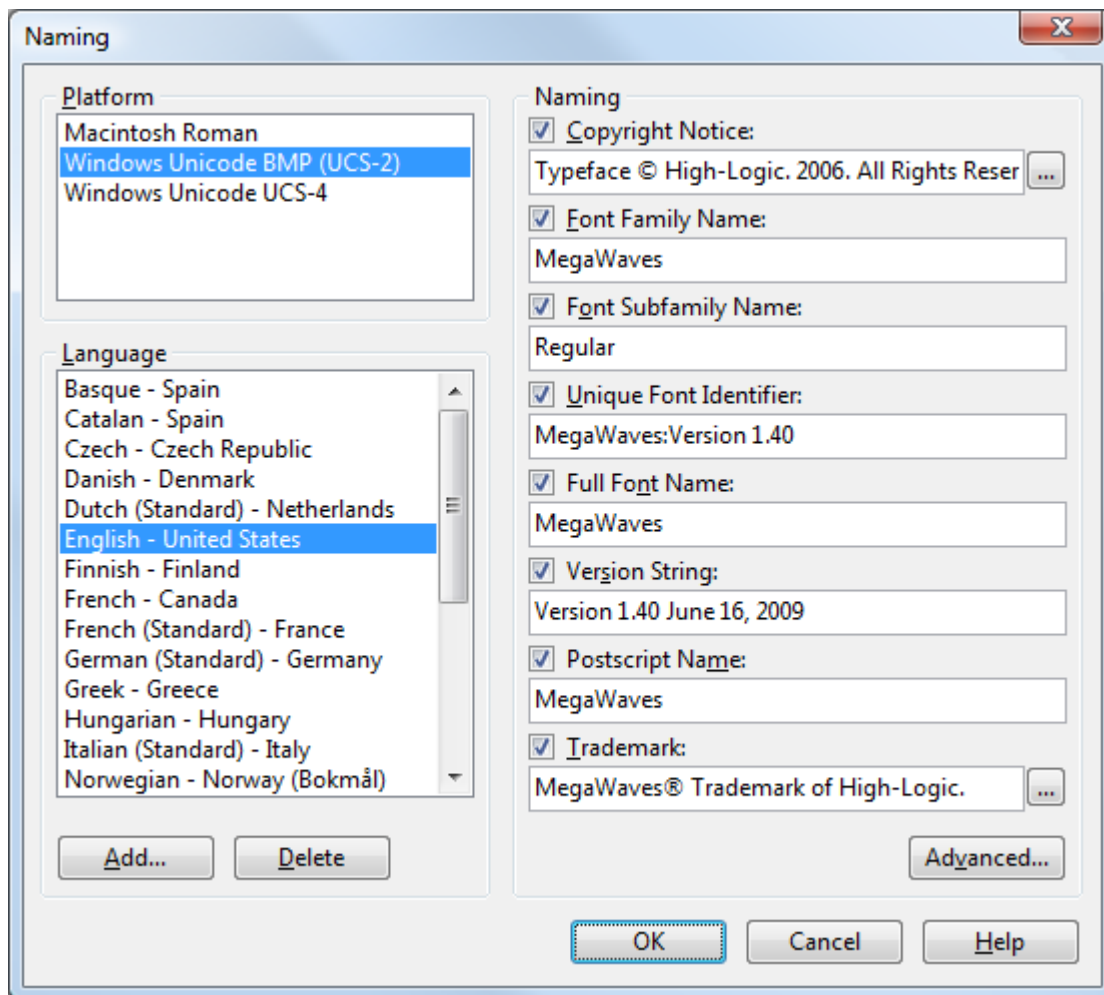 Naming
Platform
Macintosh Roman
Windows Unicode BMP (UCS-2)
Windows Unicode UCS-4
Language
Basque - Spain
Catalan - Spain
Czech - Czech Republic
Danish - Denmark
Dutch (Standard) - Netherlands
English - United States
Finnish - Finland
French - Canada
French (Standard) - France
German (Standard) - Germany
Greek - Greece
Hungarian - Hungary
Italian (Standard) - Italy
Norwegian - Norway (Bokmål)
Add...
Delete
Naming
Copyright Notice:
Typeface © High-Logic. 2006. All Rights Reser
...
Font Family Name:
MegaWaves
Font Subfamily Name:
Regular
Unique Font Identifier:
MegaWaves:Version 1.40
Full Font Name:
MegaWaves
Version String:
Version 1.40 June 16, 2009
Postscript Name:
MegaWaves
Trademark:
MegaWaves® Trademark of High-Logic.
...
Advanced...
OK
Cancel
Help